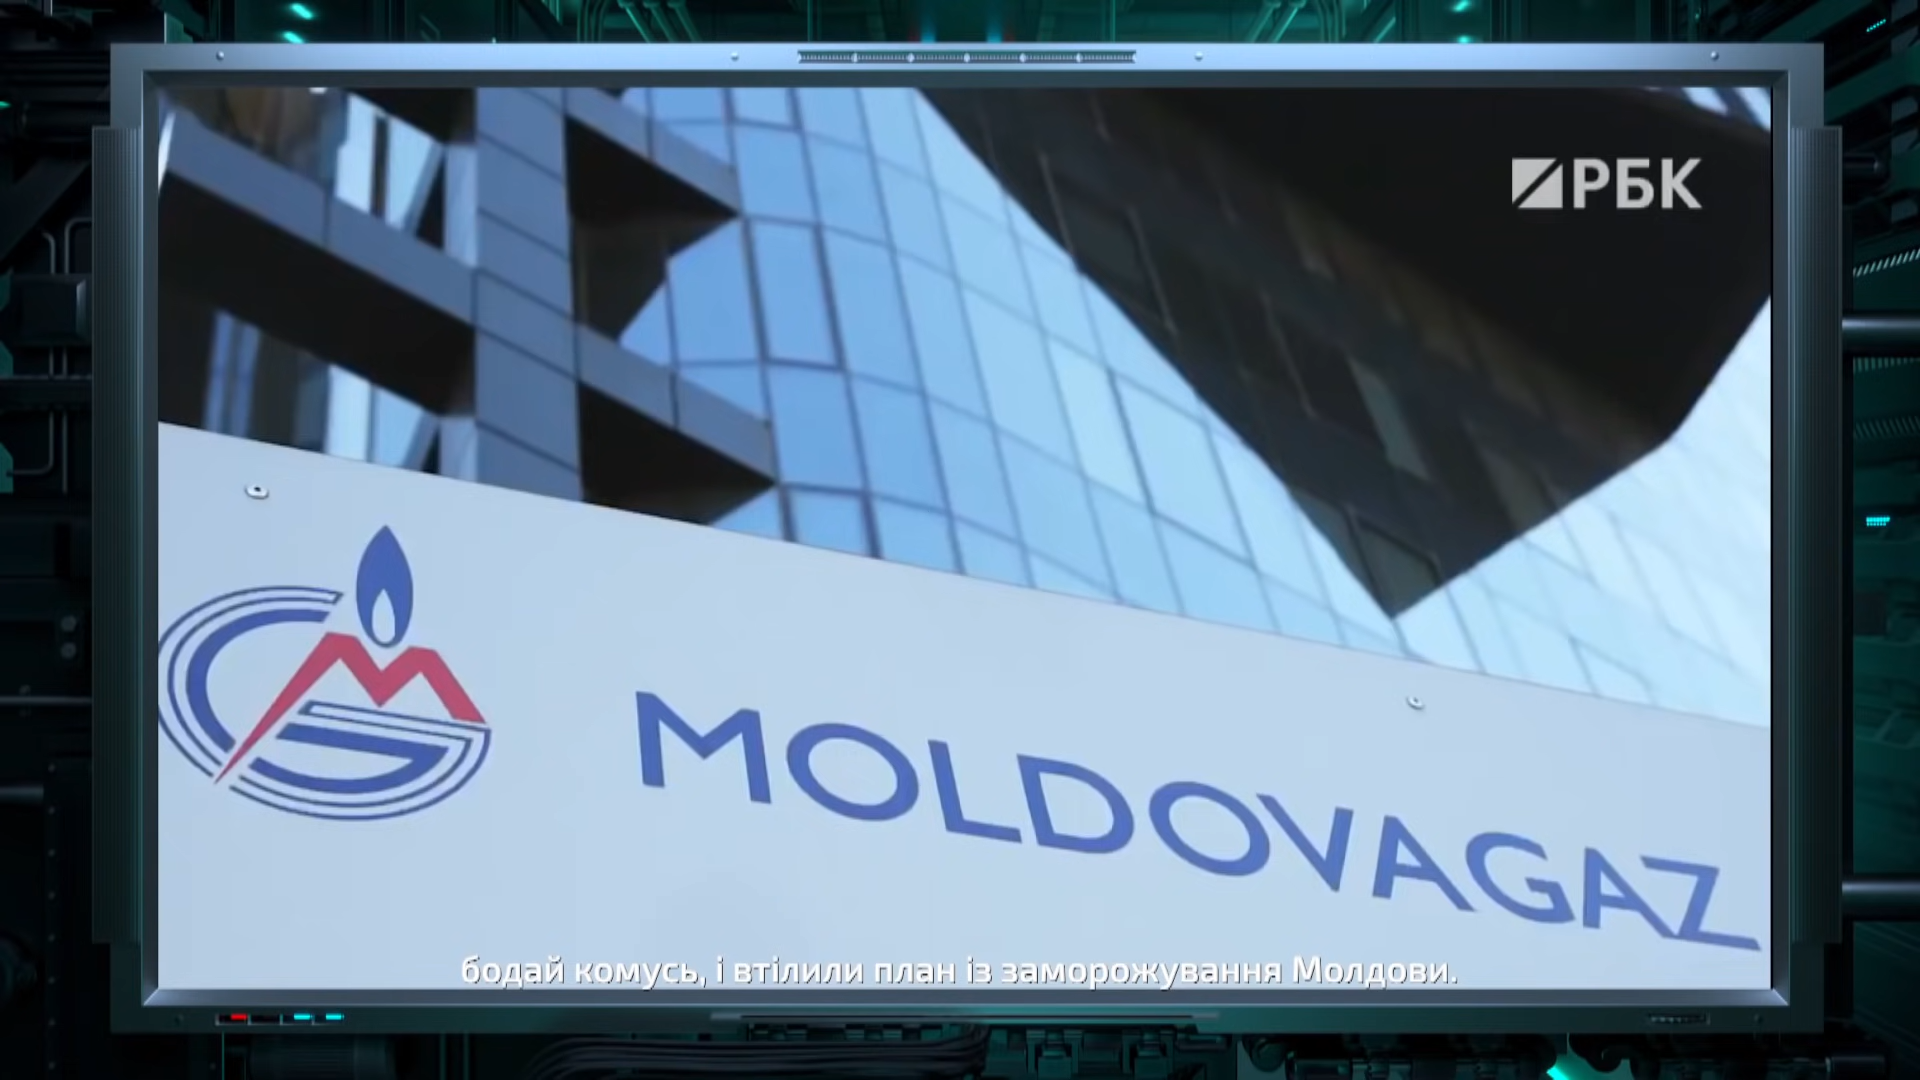 РБК
MOLDOVAGAZ
бодай комусь, і втілили план із заморожування Молдови.